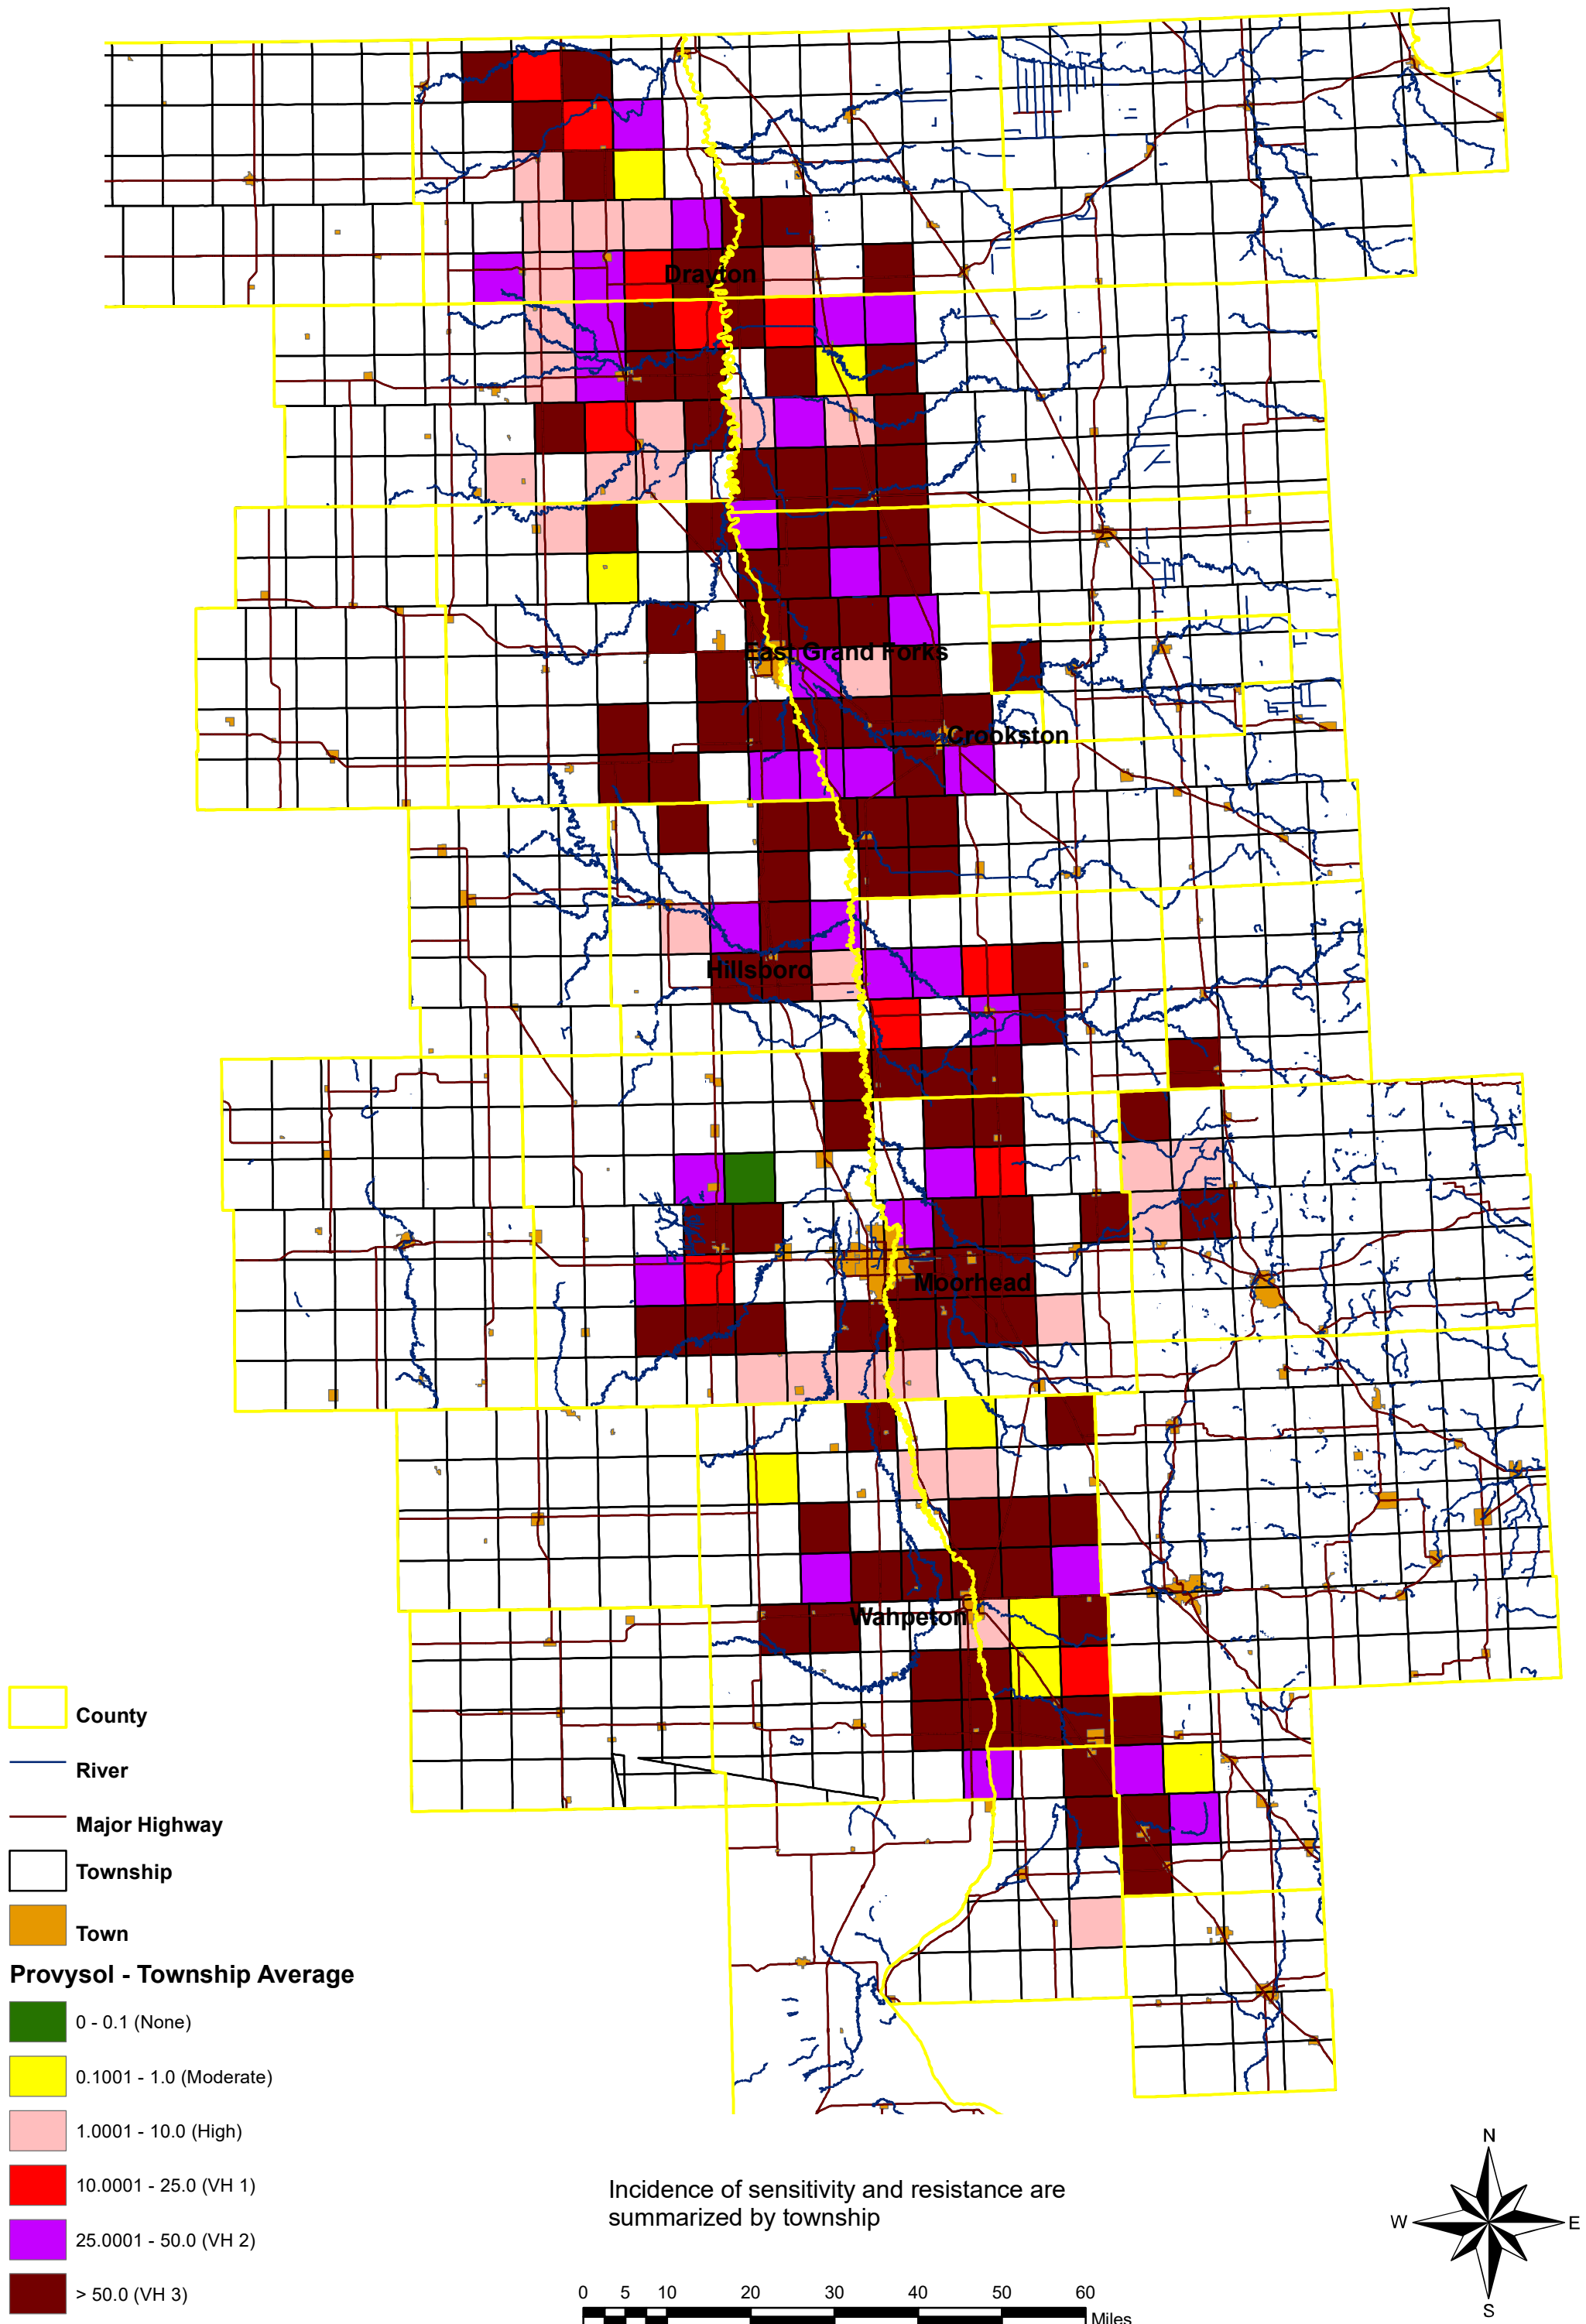 Drayton
East Grand Forks
Crookston
Hillsboro
Moorhead
Wahpeton
County
River
Major Highway
Township
Town
Provysol - Township Average
0 - 0.1 (None)
0.1001 - 1.0 (Moderate)
1.0001 - 10.0 (High)
10.0001 - 25.0 (VH 1)
25.0001 - 50.0 (VH 2)
> 50.0 (VH 3)
Incidence of sensitivity and resistance are
summarized by township
0 5 10 20 30 40 50 60
Miles
N
W E
S